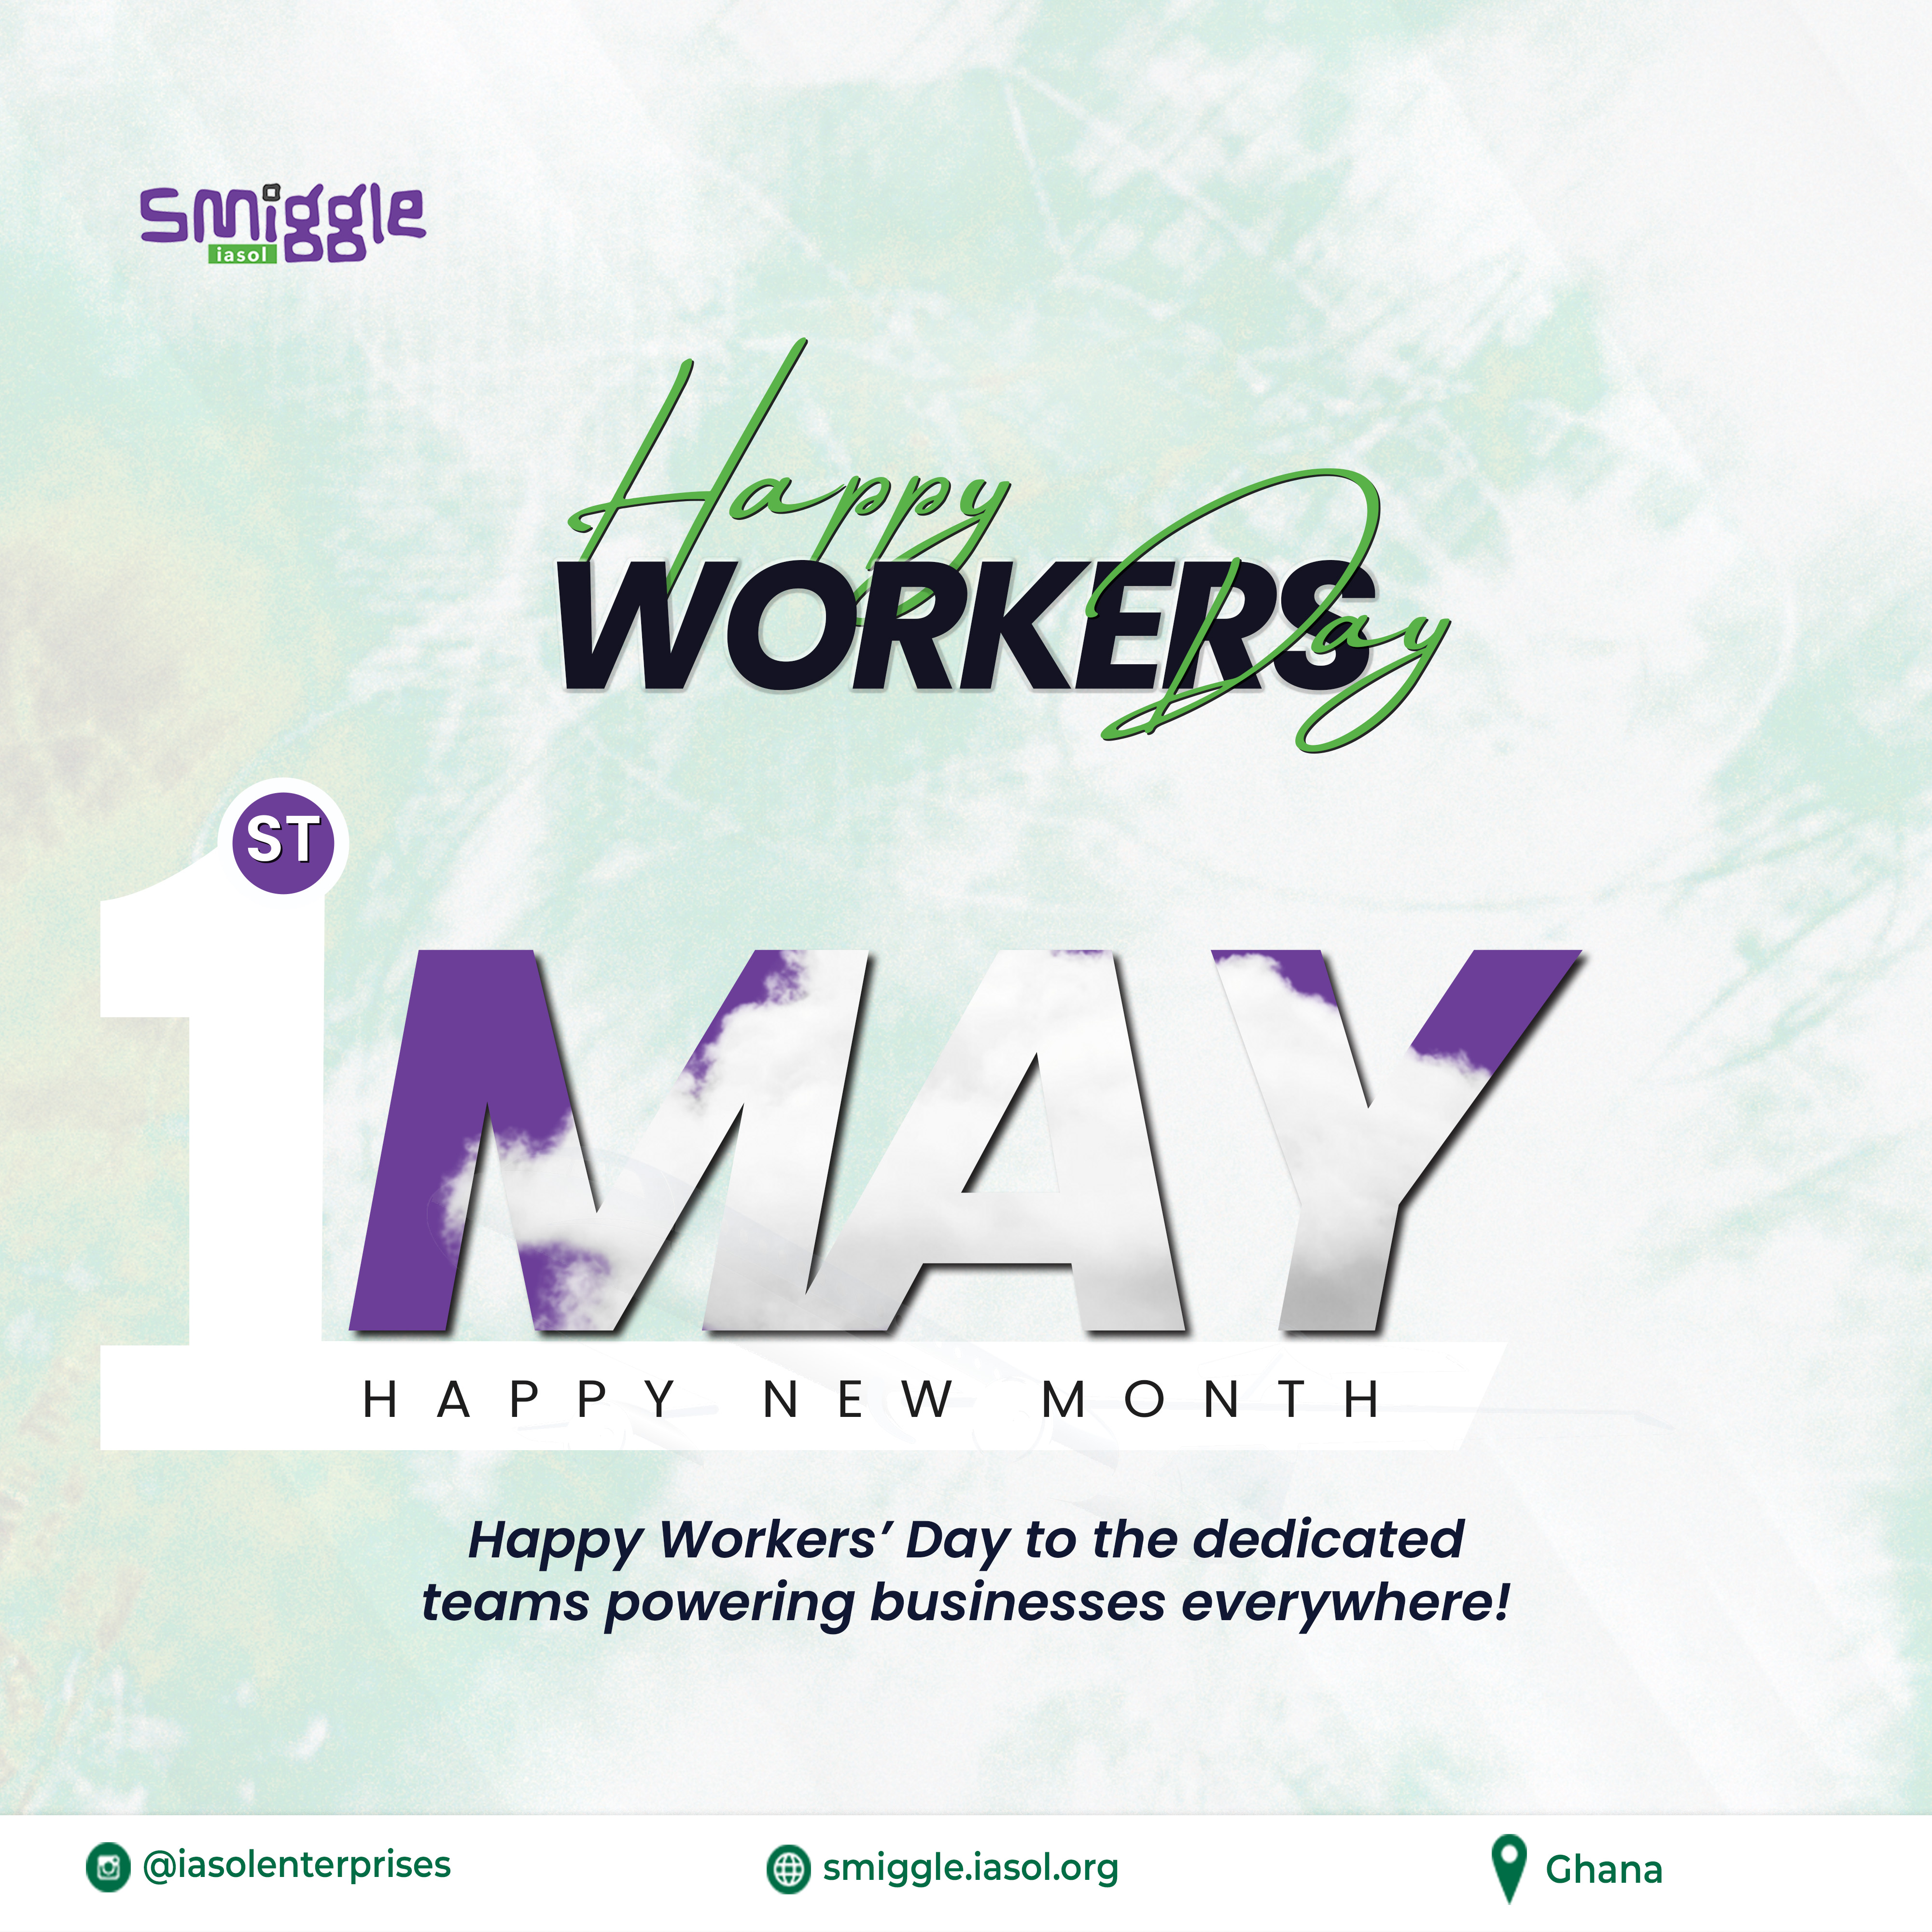 smiggle
iasol
Happy
WORKERS
Day
1 ST
MAY
HAPPY NEW MONTH
Happy Workers’ Day to the dedicated
teams powering businesses everywhere!
@iasolenterprises
smiggle.iasol.org
Ghana